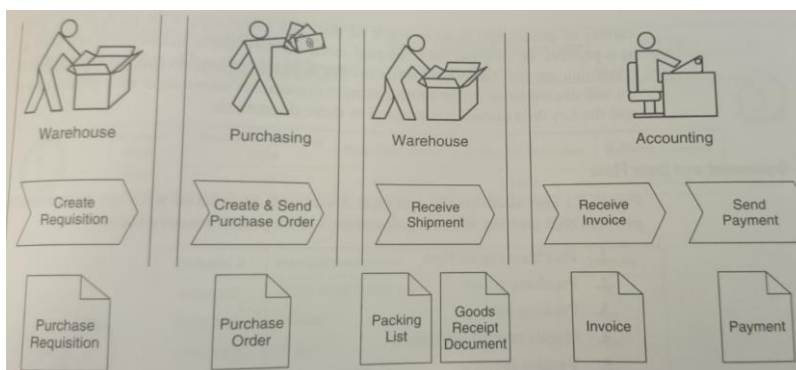 Warehouse
Purchasing
Warehouse
Accounting
Create
Requisition
Create & Send
Purchase Order
Receive
Shipment
Receive
Invoice
Send
Payment
Purchase
Requisition
Purchase
Order
Packing
List
Goods
Receipt
Document
Invoice
Payment